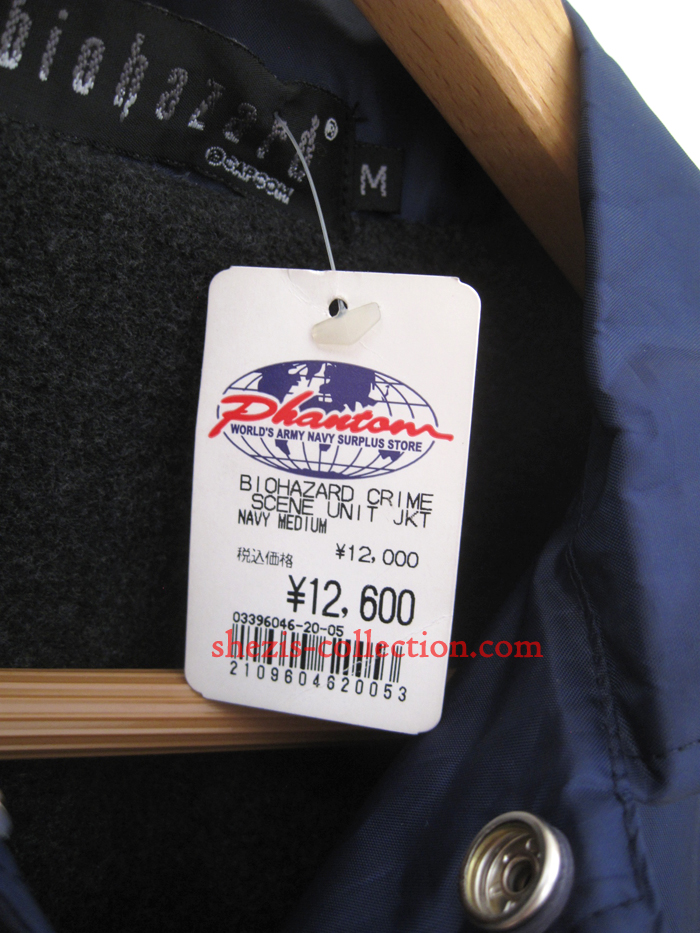 biohazard®
©CAPCOM
M
Phantom
WORLD'S ARMY NAVY SURPLUS STORE
BIOHAZARD CRIME
SCENE UNIT JKT
NAVY MEDIUM
¥12,000
税込価格
¥12,600
03396046-20-05
shezis-collection.com
2109604620053